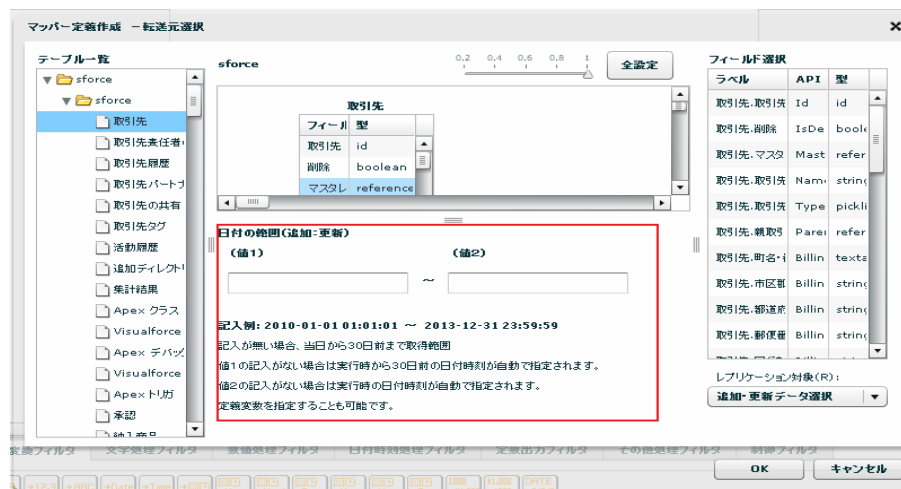 マッパー定義作成 －転送元選択
テーブル一覧
sforce
sforce
取引先
取引先責任者
取引先履歴
取引先パートナ
取引先の共有
取引先タグ
活動履歴
追加ディレクトリ
集計結果
Apex クラス
Visualforce
Apex デバッグ
Visualforce
Apex トリガ
承認
納入商品
sforce
0.2 0.4 0.6 0.8 1
全設定
取引先
フィール 型
取引先 id
削除 boolean
マスタレ reference
日付の範囲(追加・更新)
(値1) (値2)
～
記入例: 2010-01-01 01:01:01 ～ 2013-12-31 23:59:59
記入が無い場合、当日から30日前まで取得範囲
値1の記入がない場合は実行時から30日前の日付時刻が自動で指定されます。
値2の記入がない場合は実行時の日付時刻が自動で指定されます。
定義変数を指定することも可能です。
フィールド選択
ラベル API 型
取引先.取引先 Id id
取引先.削除 IsDe boole
取引先.マスタ Mast refer
取引先.取引先 Nam string
取引先.取引先 Type pickli
取引先.親取引 Parei refer
取引先.町名・ Billin texta
取引先.市区郡 Billin string
取引先.都道府 Billin string
取引先.郵便番 Billin string
レプリケーション対象(R):
追加・更新データ選択
変換フィルタ 文字処理フィルタ 数値処理フィルタ 日付時刻処理フィルタ 定数出力フィルタ その他処理フィルタ 制御フィルタ
OK キャンセル